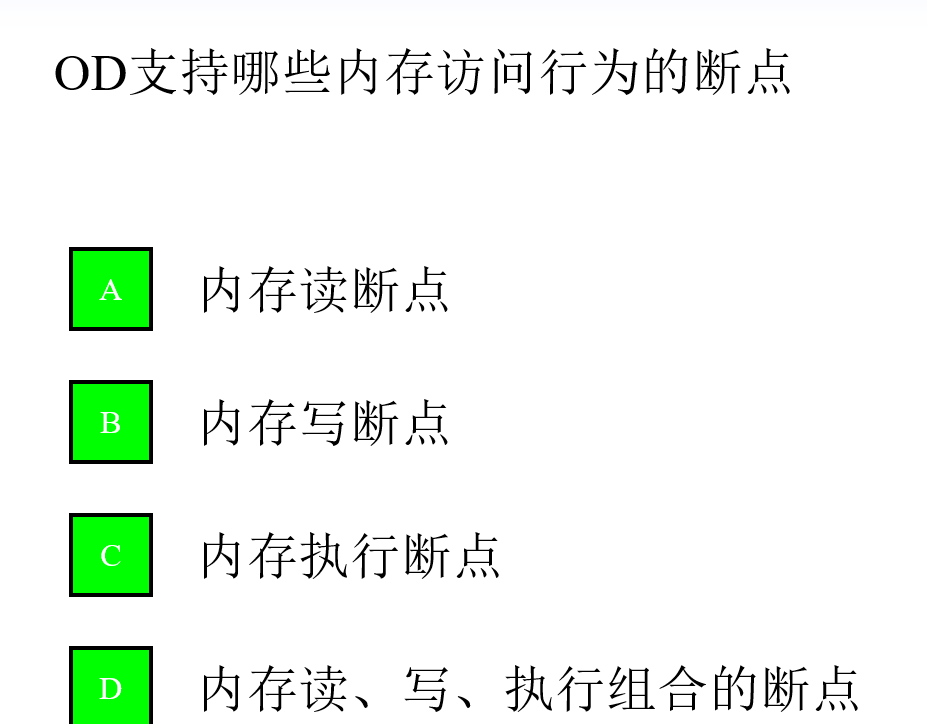 OD支持哪些内存访问行为的断点
A 内存读断点
B 内存写断点
C 内存执行断点
D 内存读、写、执行组合的断点